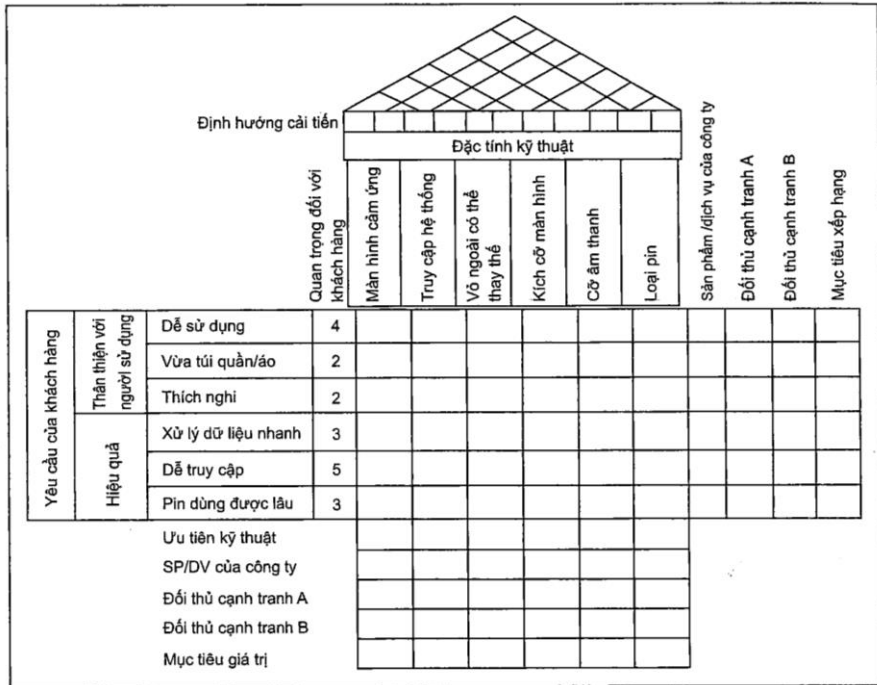 Định hướng cải tiến
Đặc tính kỹ thuật
Quan trọng đối với
khách hàng
Màn hình cảm ứng
Truy cập hệ thống
Vỏ ngoài có thể
thay thế
Kích cỡ màn hình
Cỡ âm thanh
Loại pin
Sản phẩm /dịch vụ của công ty
Đối thủ cạnh tranh A
Đối thủ cạnh tranh B
Mục tiêu xếp hạng
Yêu cầu của khách hàng
Thân thiện với
người sử dụng
Dễ sử dụng 4
Vừa túi quần/áo 2
Thích nghi 2
Hiệu quả
Xử lý dữ liệu nhanh 3
Dễ truy cập 5
Pin dùng được lâu 3
Ưu tiên kỹ thuật
SP/DV của công ty
Đối thủ cạnh tranh A
Đối thủ cạnh tranh B
Mục tiêu giá trị